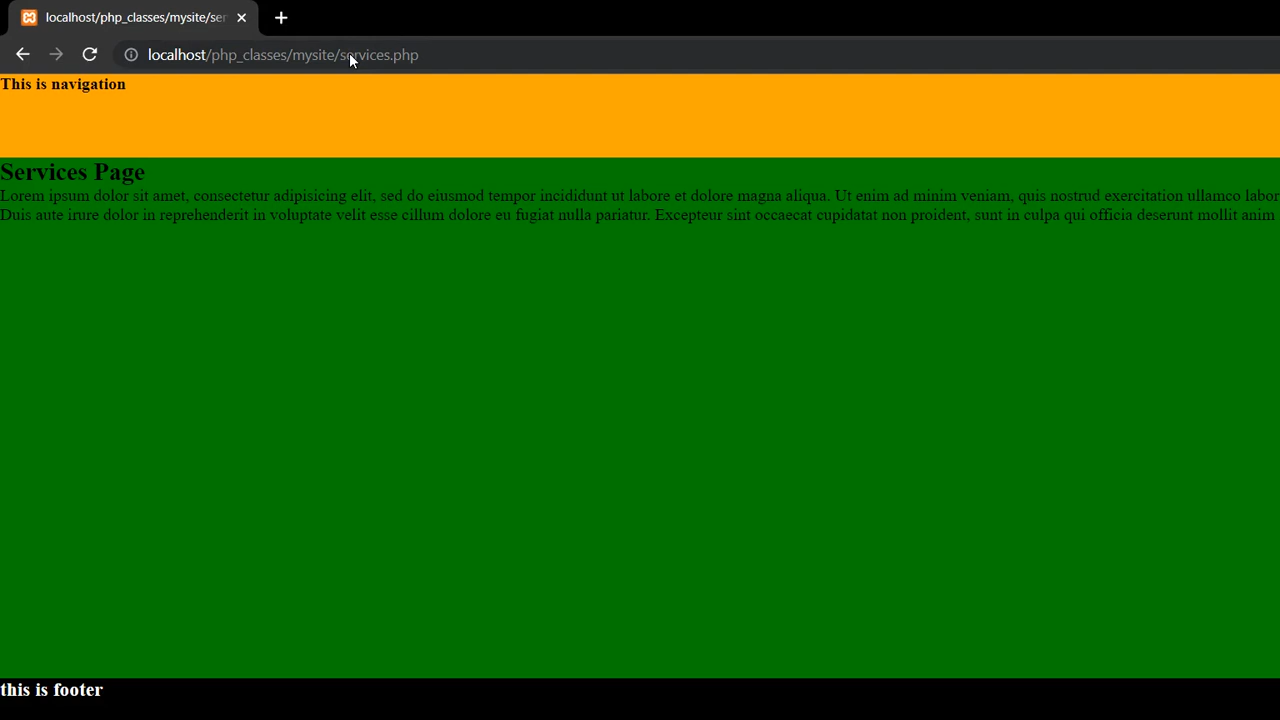 localhost/php_classes/mysite/ser
localhost/php_classes/mysite/services.php
This is navigation
Services Page
Lorem ipsum dolor sit amet, consectetur adipisicing elit, sed do eiusmod tempor incididunt ut labore et dolore magna aliqua. Ut enim ad minim veniam, quis nostrud exercitation ullamco labor
Duis aute irure dolor in reprehenderit in voluptate velit esse cillum dolore eu fugiat nulla pariatur. Excepteur sint occaecat cupidatat non proident, sunt in culpa qui officia deserunt mollit anim
this is footer